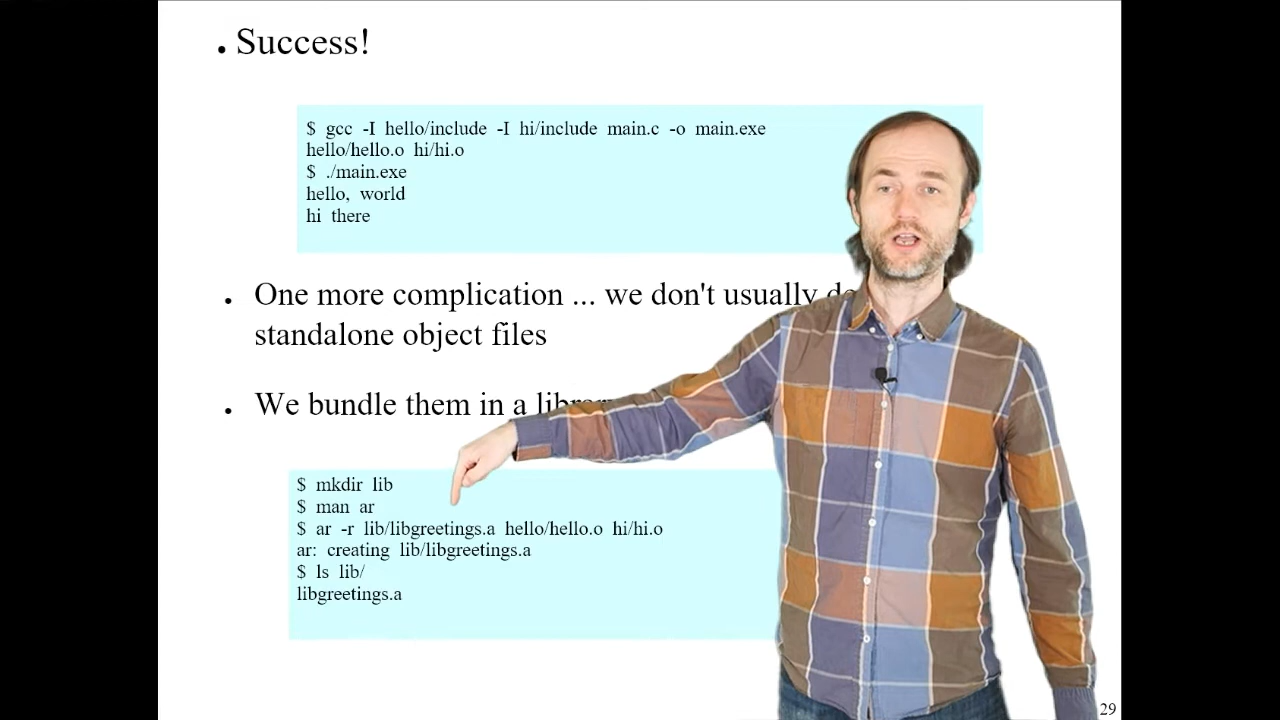 . Success!
$ gcc -I hello/include -I hi/include main.c -o main.exe
hello/hello.o hi/hi.o
$ ./main.exe
hello, world
hi there
. One more complication ... we don't usually
standalone object files
. We bundle them in a
$ mkdir lib
$ man ar
$ ar -r lib/libgreetings.a hello/hello.o hi/hi.o
ar: creating lib/libgreetings.a
$ ls lib/
libgreetings.a
29